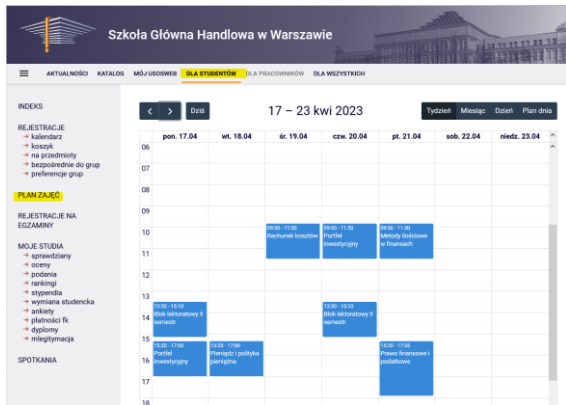 Szkoła Główna Handlowa w Warszawie
AKTUALNOŚCI KATALOG MÓJ USOSWEB DLA STUDENTÓW DLA PRACOWNIKÓW DLA WSZYSTKICH
INDEKS
REJESTRACJE
→ kalendarz
→ koszyk
→ na przedmioty
→ bezpośrednie do grup
→ preferencje grup
PLAN ZAJĘĆ
REJESTRACJE NA
EGZAMINY
MOJE STUDIA
→ sprawdziany
→ oceny
→ podania
→ rankingi
→ stypendia
→ wymiana studencka
→ ankiety
→ płatności fk
→ dyplomy
→ mlegitymacja
SPOTKANIA
Dziś
17 – 23 kwi 2023
Tydzień Miesiąc Dzień Plan dnia
pon. 17.04 wt. 18.04 śr. 19.04 czw. 20.04 pt. 21.04 sob. 22.04 niedz. 23.04
06
07
08
09
10
11
12
13
14
15
16
17
18
09:50 - 11:30
Rachunek kosztów
09:50 - 11:30
Portfel
inwestycyjny
09:50 - 11:30
Metody ilościowe
w finansach
13:30 - 15:10
Blok lektoratowy II
semestr
13:30 - 15:10
Blok lektoratowy II
semestr
15:20 - 17:00
Portfel
inwestycyjny
15:20 - 17:00
Pieniądz i polityka
pieniężna
Prawo finansowe i
podatkowe